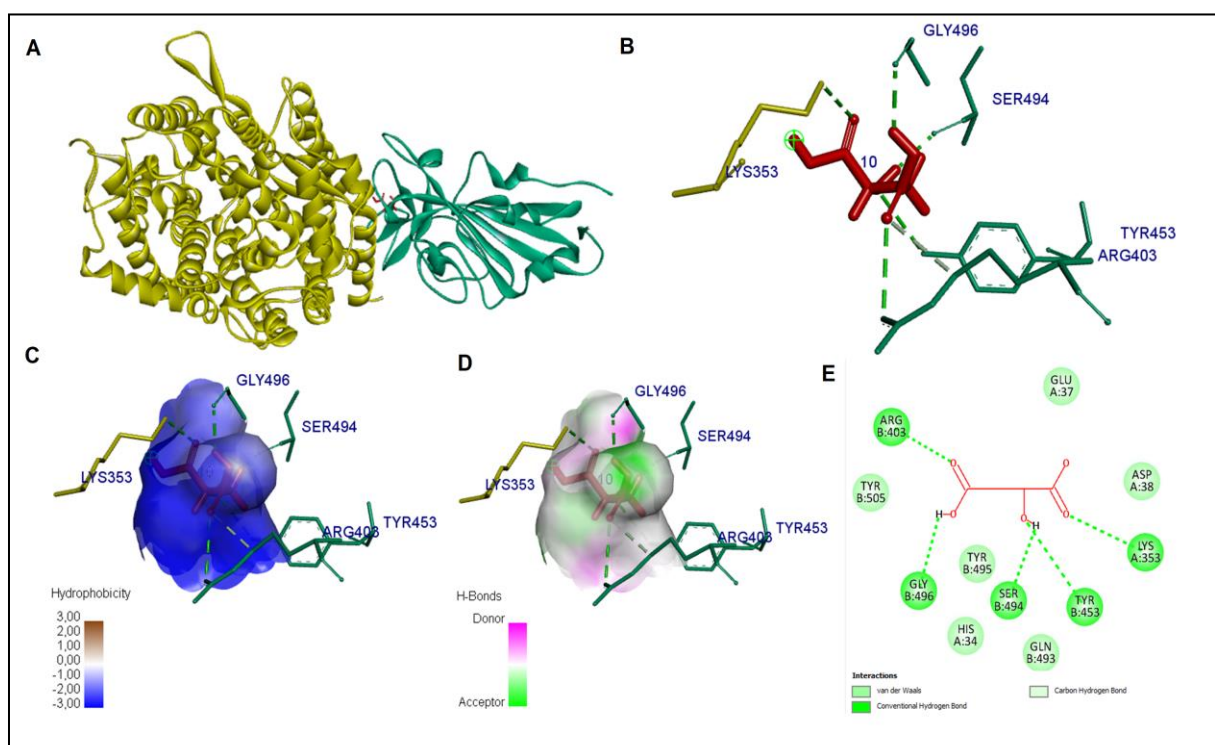 A
B
GLY496
SER494
LYS353
10
TYR453
ARG403
C
GLY496
SER494
LYS353
ARG403
TYR453
Hydrophobicity
3,00
2,00
1,00
0,00
-1,00
-2,00
-3,00
D
GLY496
SER494
LYS353
10
ARG403
TYR453
H-Bonds
Donor
Acceptor
E
GLU
A:37
ARG
B:403
TYR
B:505
ASP
A:38
LYS
A:353
H
O
O
O
O
O
H
TYR
B:495
GLY
B:496
SER
B:494
TYR
B:453
HIS
A:34
GLN
B:493
Interactions
van der Waals
Conventional Hydrogen Bond
Carbon Hydrogen Bond